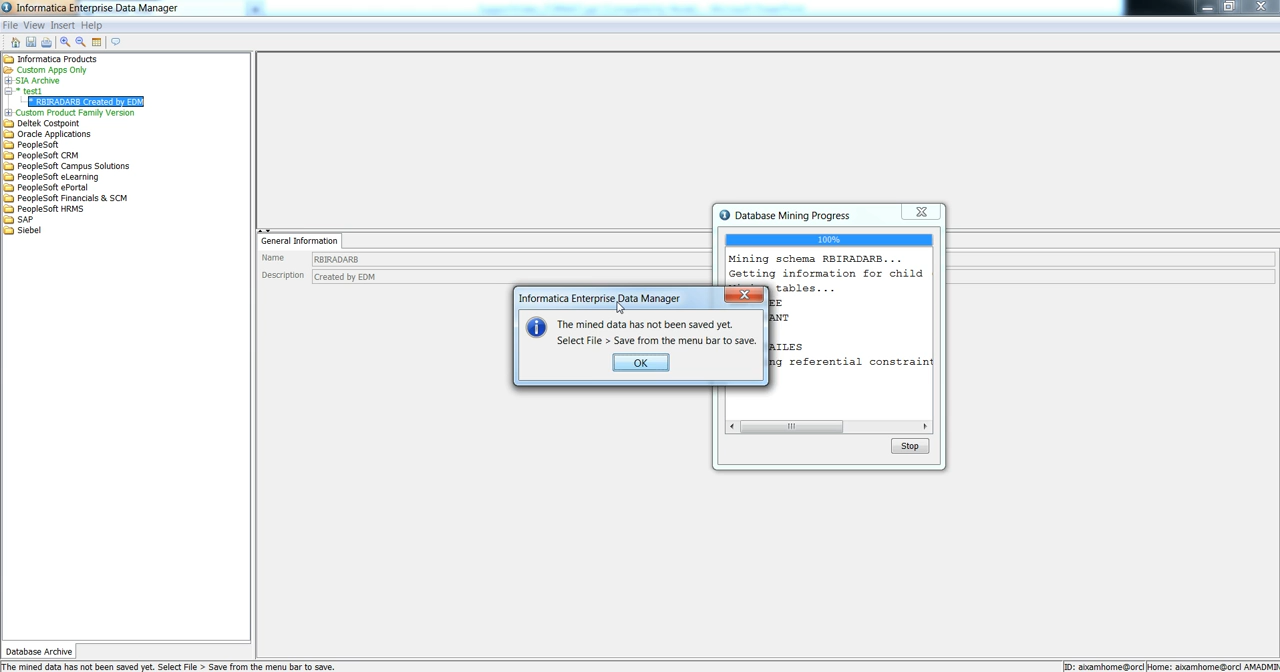 Informatica Enterprise Data Manager
File View Insert Help
Informatica Products
Custom Apps Only
SIA Archive
* test1
* RBIRADARB Created by EDM
Custom Product Family Version
Deltek Costpoint
Oracle Applications
PeopleSoft
PeopleSoft CRM
PeopleSoft Campus Solutions
PeopleSoft eLearning
PeopleSoft ePortal
PeopleSoft Financials & SCM
PeopleSoft HRMS
SAP
Siebel
Database Archive
General Information
Name RBIRADARB
Description Created by EDM
Database Mining Progress
100%
Mining schema RBIRADARB...
Getting information for child
tables...
EE
ANT
AILES
ng referential constraint
Stop
Informatica Enterprise Data Manager
The mined data has not been saved yet.
Select File > Save from the menu bar to save.
OK
The mined data has not been saved yet. Select File > Save from the menu bar to save.
ID: aixamhome@orcl Home: aixamhome@orcl AMADMIN